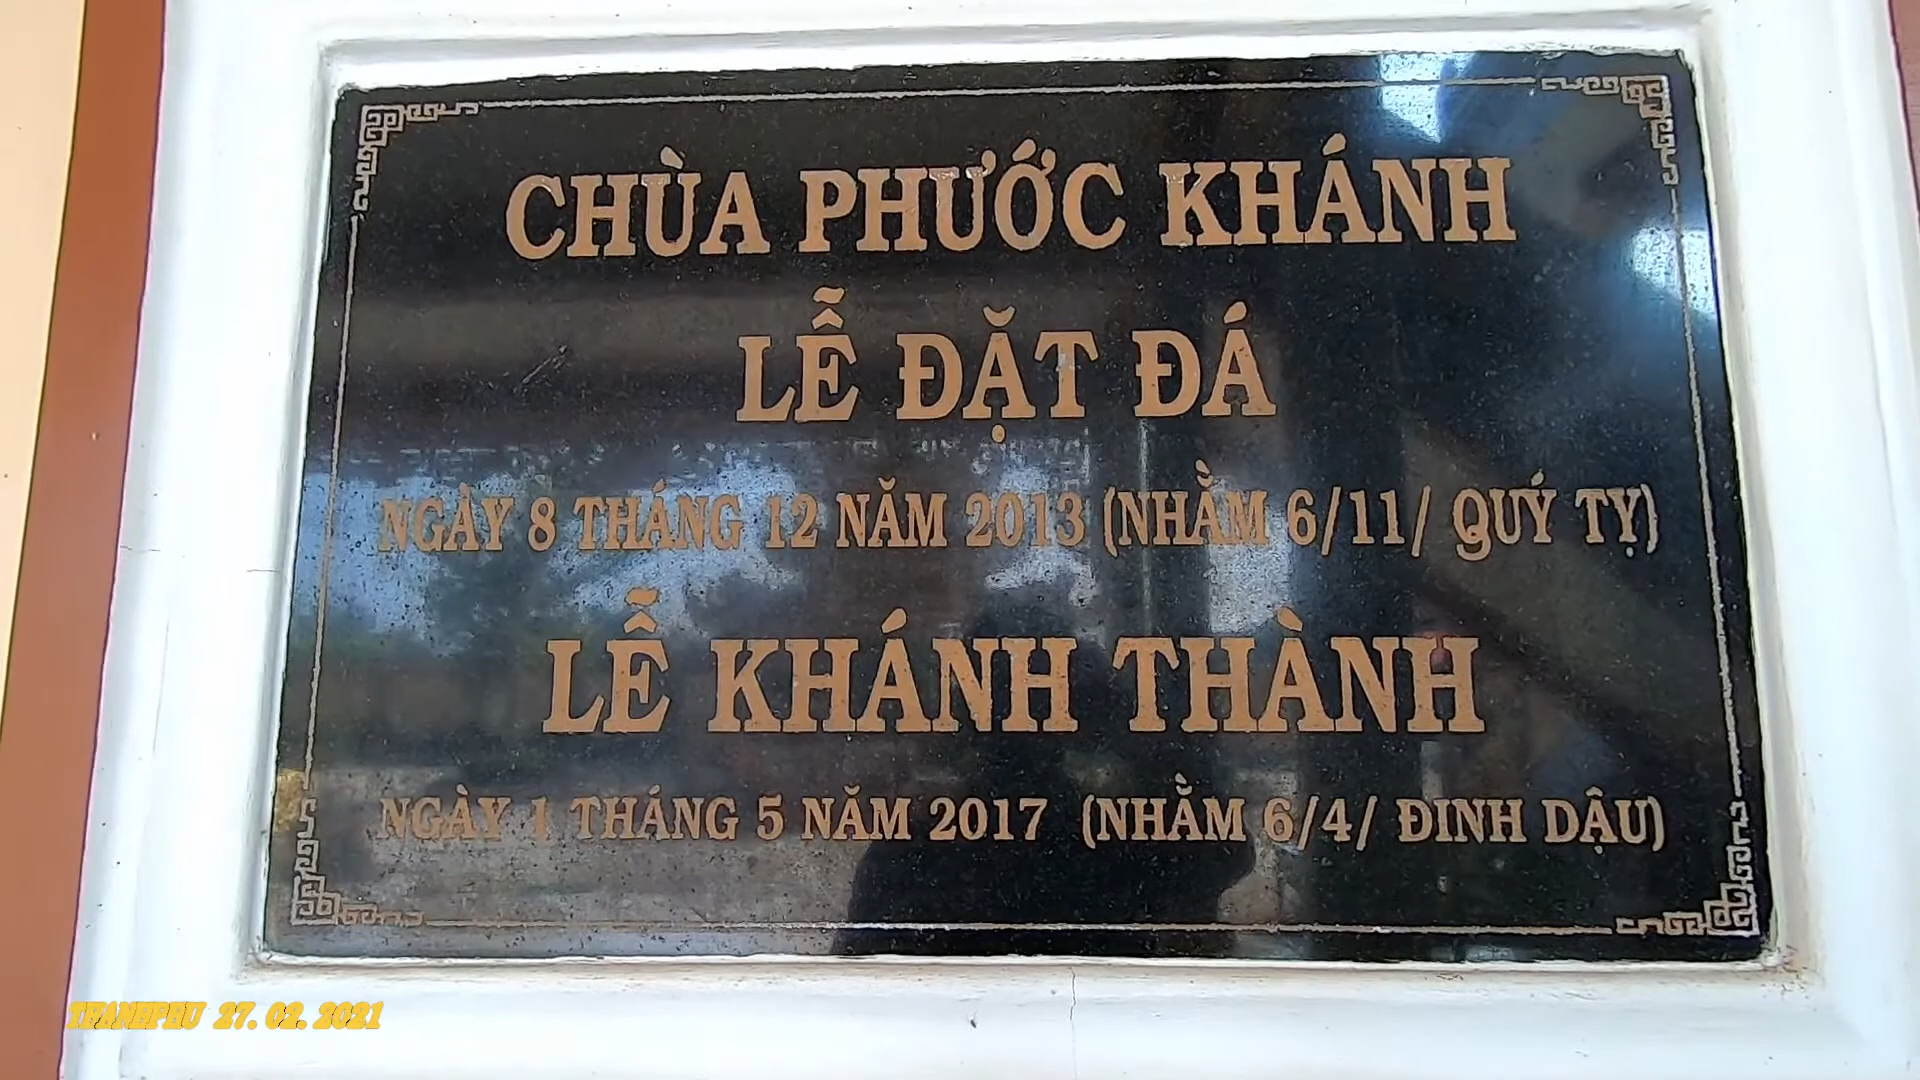 CHÙA PHƯỚC KHÁNH
LỄ ĐẶT ĐÁ
NGÀY 8 THÁNG 12 NĂM 2013 (NHẰM 6/11/ QUÝ TỴ)
LỄ KHÁNH THÀNH
NGÀY 1 THÁNG 5 NĂM 2017 (NHẰM 6/4/ ĐINH DẬU)
THANHPHU 27. 02. 2021